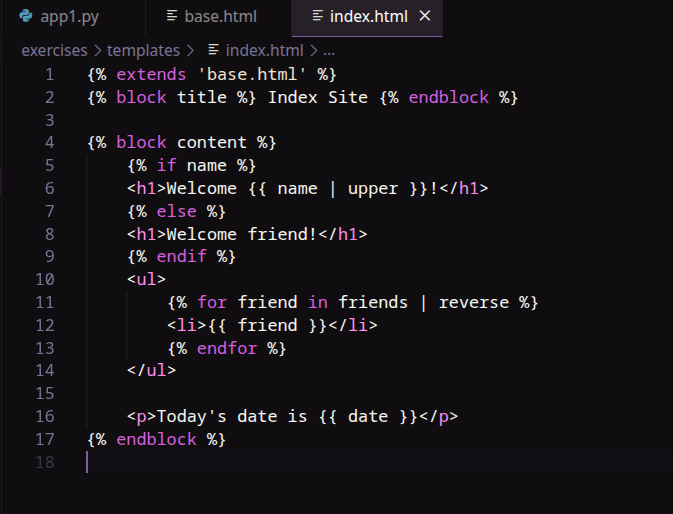 app1.py base.html index.html ×
exercises > templates > index.html > ...
1 {% extends 'base.html' %}
2 {% block title %} Index Site {% endblock %}
3
4 {% block content %}
5     {% if name %}
6     <h1>Welcome {{ name | upper }}!</h1>
7     {% else %}
8     <h1>Welcome friend!</h1>
9     {% endif %}
10     <ul>
11         {% for friend in friends | reverse %}
12         <li>{{ friend }}</li>
13         {% endfor %}
14     </ul>
15
16     <p>Today's date is {{ date }}</p>
17 {% endblock %}
18